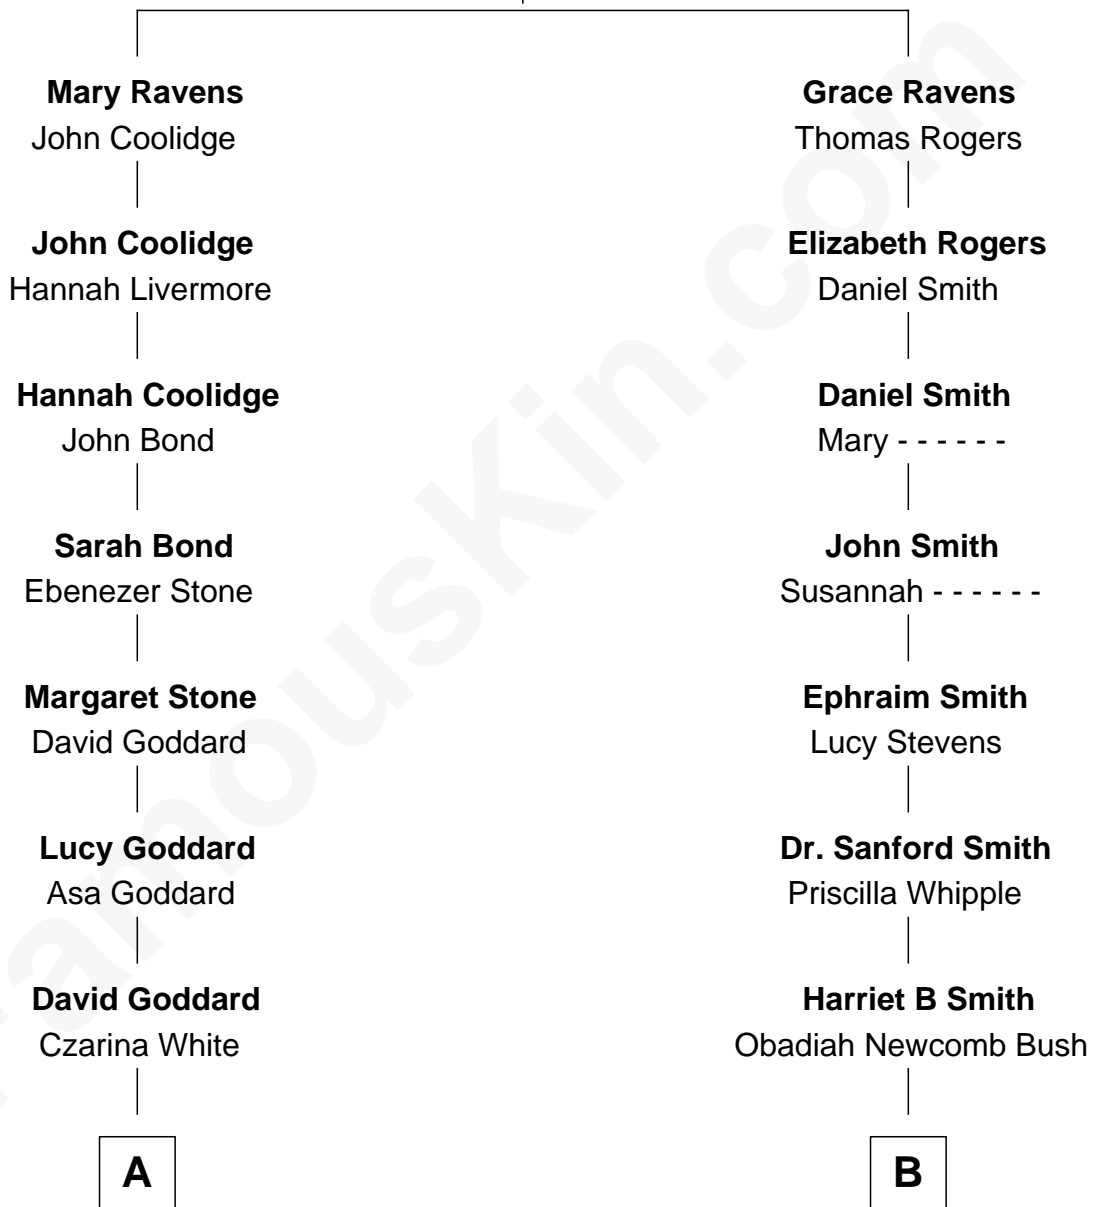 Mary Ravens
John Coolidge
Grace Ravens
Thomas Rogers
John Coolidge
Hannah Livermore
Elizabeth Rogers
Daniel Smith
Hannah Coolidge
John Bond
Daniel Smith
Mary - - - - - -
Sarah Bond
Ebenezer Stone
John Smith
Susannah - - - - - -
Margaret Stone
David Goddard
Ephraim Smith
Lucy Stevens
Lucy Goddard
Asa Goddard
Dr. Sanford Smith
Priscilla Whipple
David Goddard
Czarina White
Harriet B Smith
Obadiah Newcomb Bush
A
B
FamousKin.com